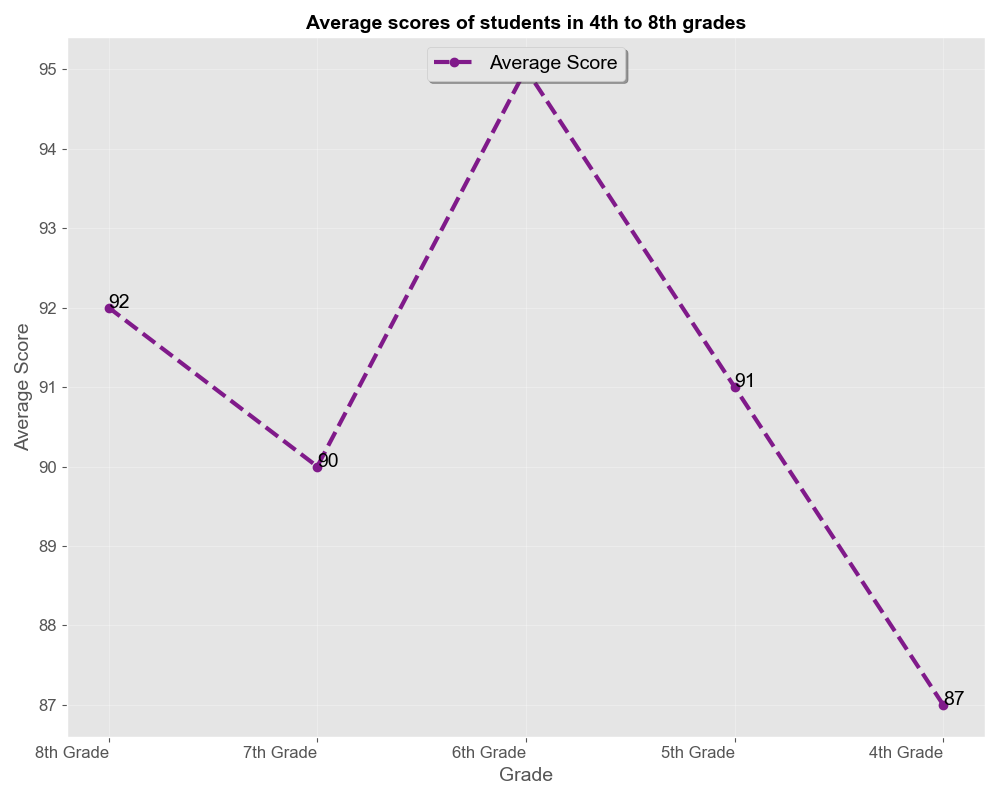 Average scores of students in 4th to 8th grades
Average Score
95
94
93
92
91
90
89
88
87
Average Score
92
90
91
87
8th Grade
7th Grade
6th Grade
5th Grade
4th Grade
Grade